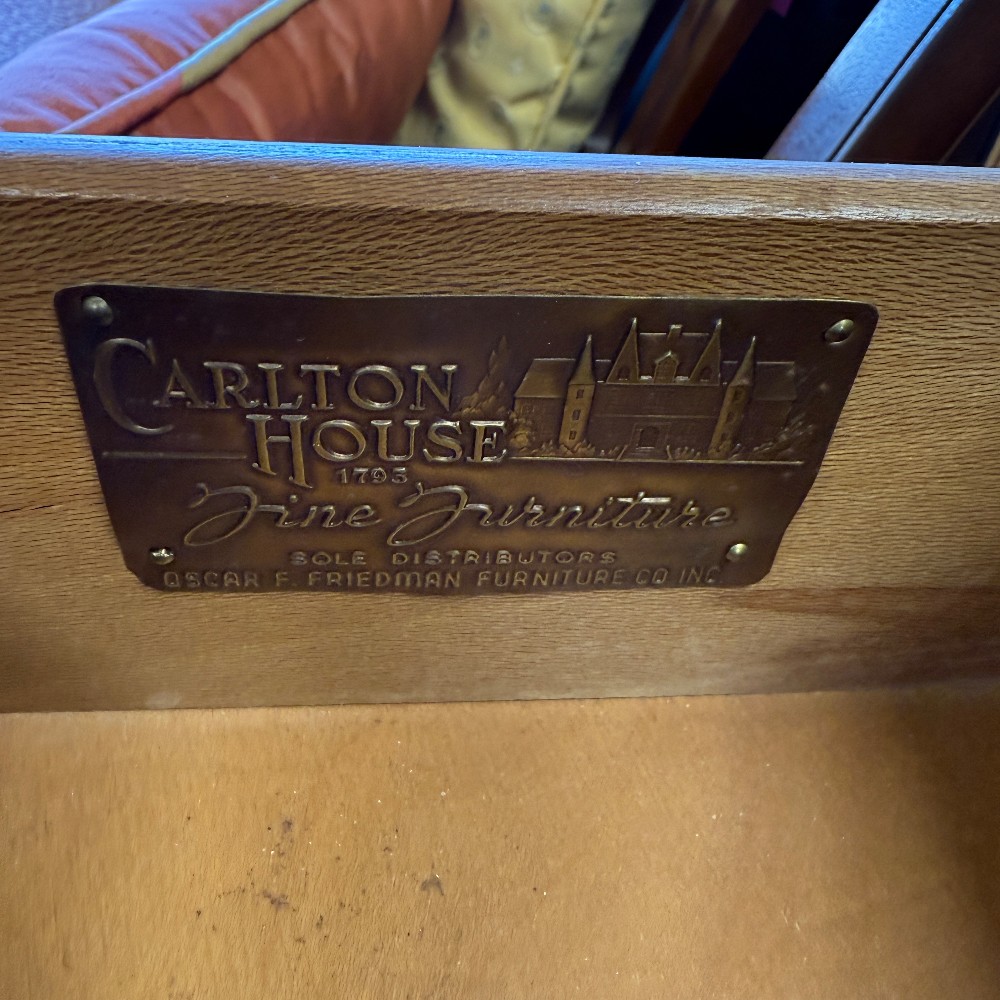 CARLTON
HOUSE
1795
Fine Furniture
SOLE DISTRIBUTORS
OSCAR F. FRIEDMAN FURNITURE CO INC.